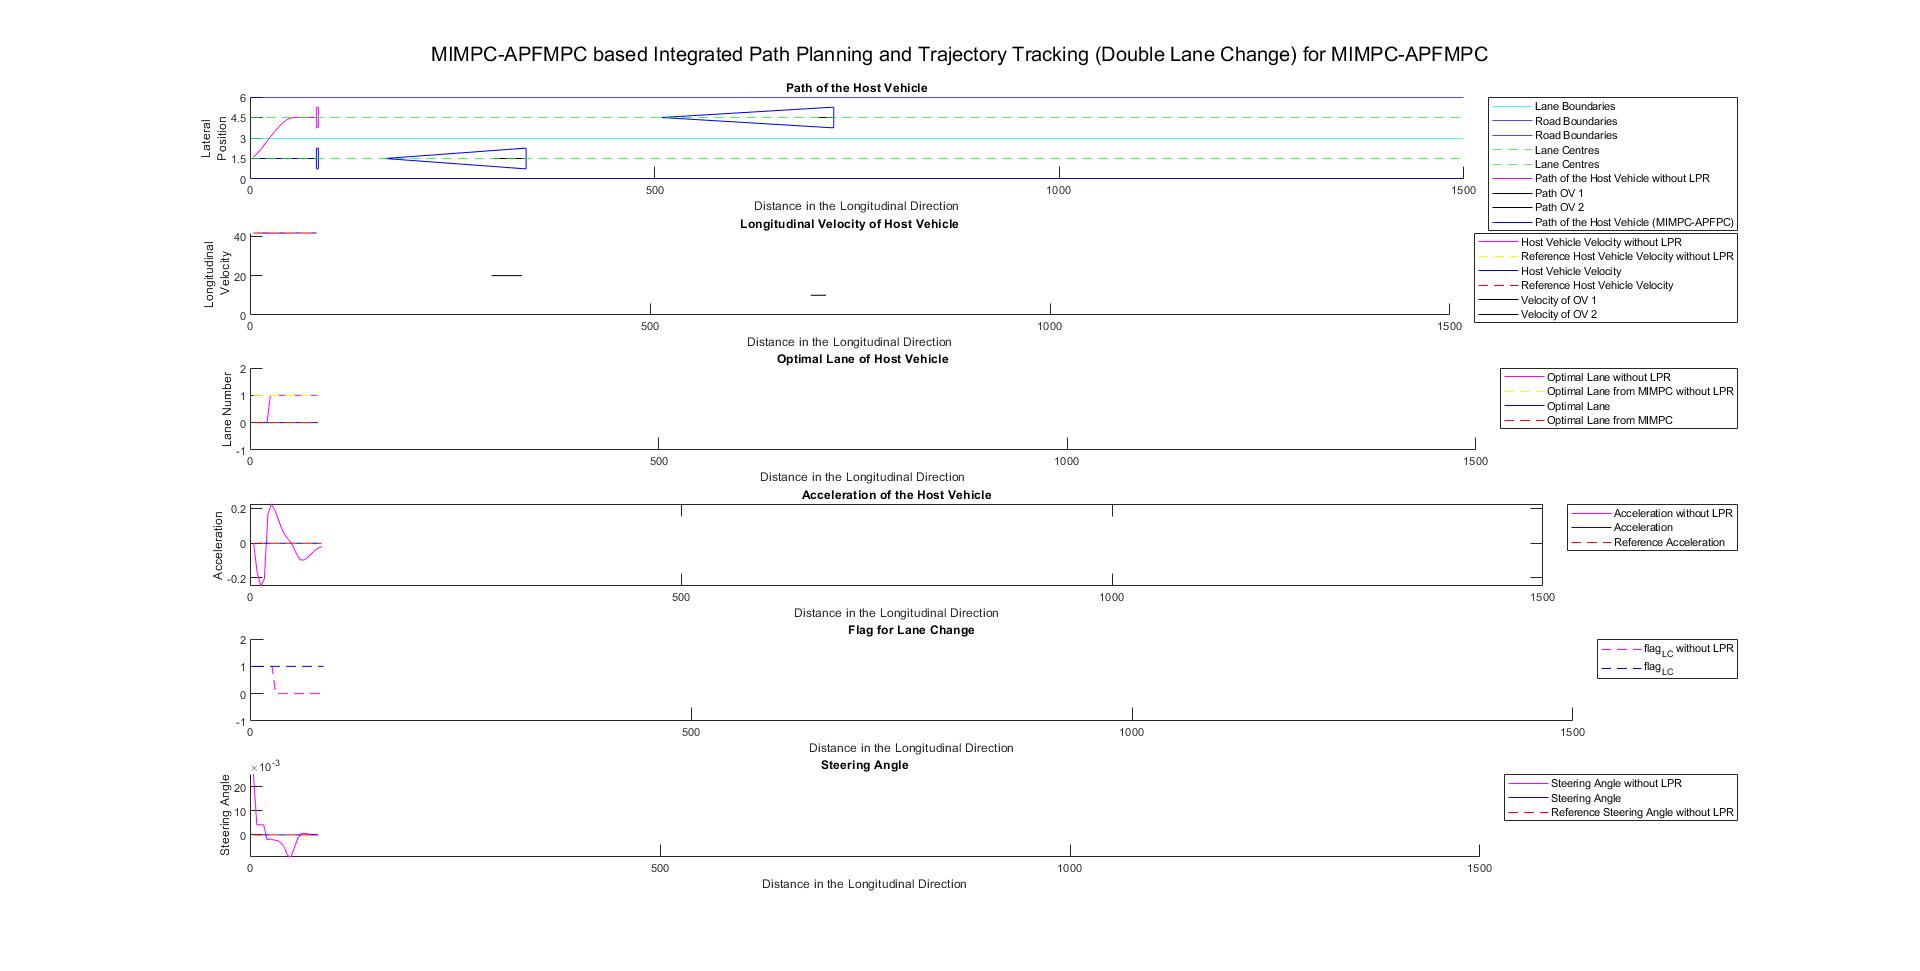 MIMPC-APFMPC based Integrated Path Planning and Trajectory Tracking (Double Lane Change) for MIMPC-APFMPC
Path of the Host Vehicle
Lateral
Position
6
4.5
3
1.5
0
0
500
1000
1500
Distance in the Longitudinal Direction
Lane Boundaries
Road Boundaries
Road Boundaries
Lane Centres
Lane Centres
Path of the Host Vehicle without LPR
Path OV 1
Path OV 2
Path of the Host Vehicle (MIMPC-APFPC)
Longitudinal Velocity of Host Vehicle
Longitudinal
Velocity
40
20
0
0
500
1000
1500
Distance in the Longitudinal Direction
Host Vehicle Velocity without LPR
Reference Host Vehicle Velocity without LPR
Host Vehicle Velocity
Reference Host Vehicle Velocity
Velocity of OV 1
Velocity of OV 2
Optimal Lane of Host Vehicle
Lane Number
2
1
0
-1
0
500
1000
1500
Distance in the Longitudinal Direction
Optimal Lane without LPR
Optimal Lane from MIMPC without LPR
Optimal Lane
Optimal Lane from MIMPC
Acceleration of the Host Vehicle
Acceleration
0.2
0
-0.2
0
500
1000
1500
Distance in the Longitudinal Direction
Acceleration without LPR
Acceleration
Reference Acceleration
Flag for Lane Change
2
1
0
-1
0
500
1000
1500
Distance in the Longitudinal Direction
flag_LC without LPR
flag_LC
Steering Angle
Steering Angle
×10^-3
20
10
0
0
500
1000
1500
Distance in the Longitudinal Direction
Steering Angle without LPR
Steering Angle
Reference Steering Angle without LPR